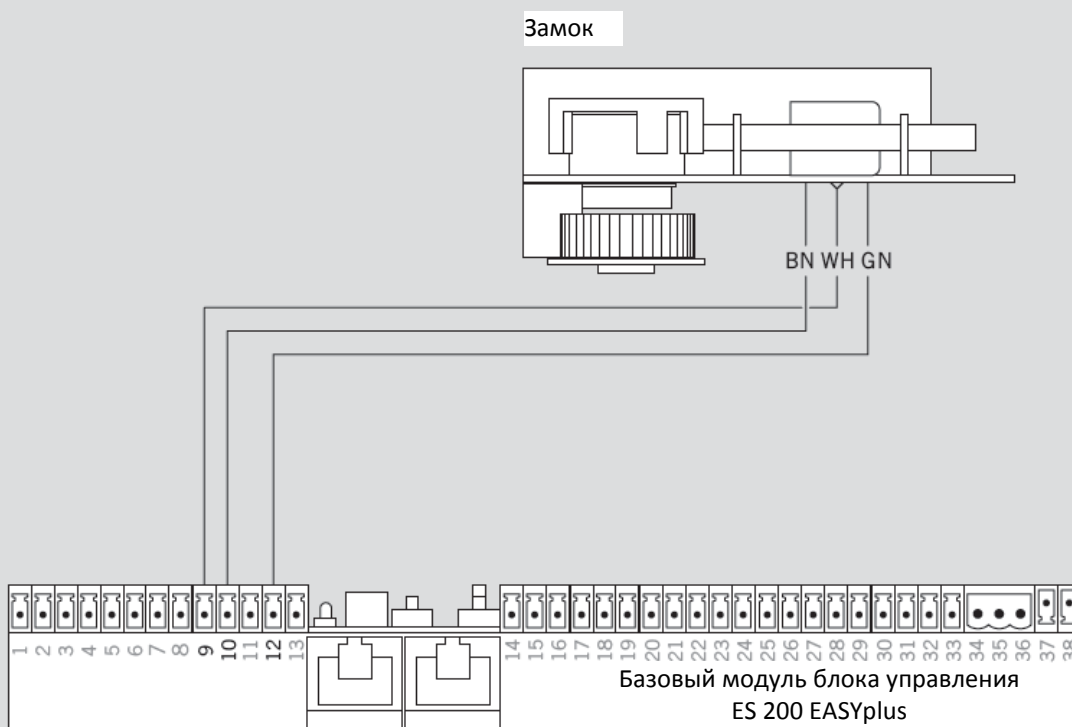 Замок
BN WH GN
1 2 3 4 5 6 7 8 9 10 11 12 13 14 15 16 17 18 19 20 21 22 23 24 25 26 27 28 29 30 31 32 33 34 35 36 37 38
Базовый модуль блока управления
ES 200 EASYplus